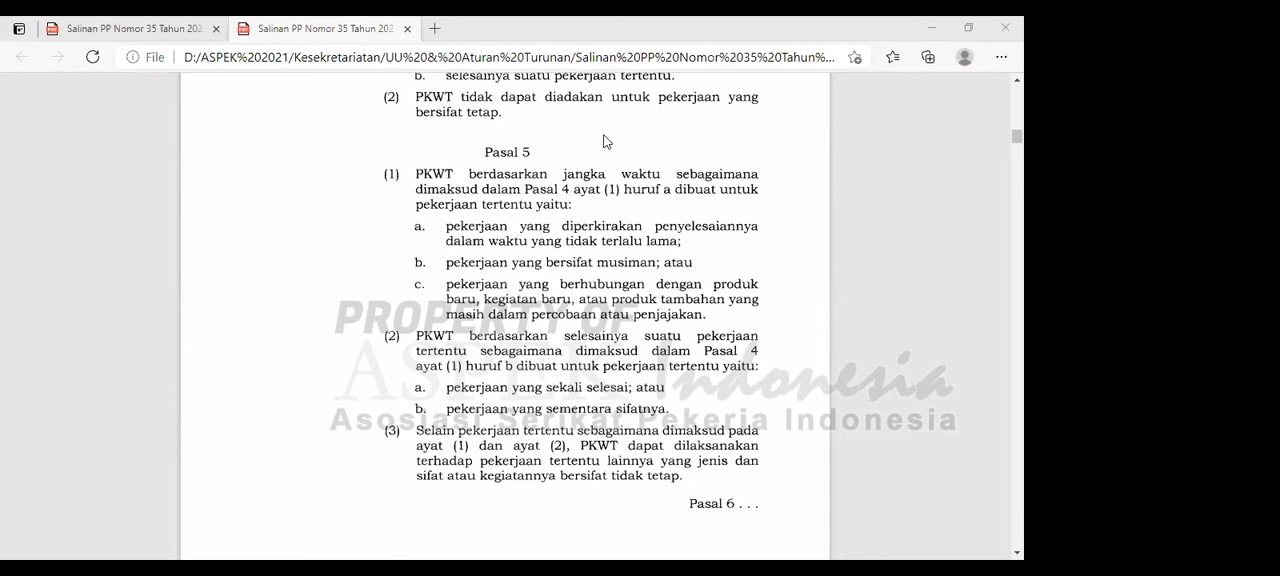 Salinan PP Nomor 35 Tahun 202
Salinan PP Nomor 35 Tahun 202
File
D:/ASPEK%202021/Kesekretariatan/UU%20&%20Aturan%20Turunan/Salinan%20PP%20Nomor%2035%20Tahun%...
b. selesainya suatu pekerjaan tertentu.
(2) PKWT tidak dapat diadakan untuk pekerjaan yang
bersifat tetap.
Pasal 5
(1) PKWT berdasarkan jangka waktu sebagaimana
dimaksud dalam Pasal 4 ayat (1) huruf a dibuat untuk
pekerjaan tertentu yaitu:
a. pekerjaan yang diperkirakan penyelesaiannya
dalam waktu yang tidak terlalu lama;
b. pekerjaan yang bersifat musiman; atau
c. pekerjaan yang berhubungan dengan produk
baru, kegiatan baru, atau produk tambahan yang
masih dalam percobaan atau penjajakan.
PROPERTY OF
(2) PKWT berdasarkan selesainya suatu pekerjaan
tertentu sebagaimana dimaksud dalam Pasal 4
ayat (1) huruf b dibuat untuk pekerjaan tertentu yaitu:
ASPEK Indonesia
a. pekerjaan yang sekali selesai; atau
b. pekerjaan yang sementara sifatnya.
Asosiasi Serikat Pekerja Indonesia
(3) Selain pekerjaan tertentu sebagaimana dimaksud pada
ayat (1) dan ayat (2), PKWT dapat dilaksanakan
terhadap pekerjaan tertentu lainnya yang jenis dan
sifat atau kegiatannya bersifat tidak tetap.
Pasal 6 . . .